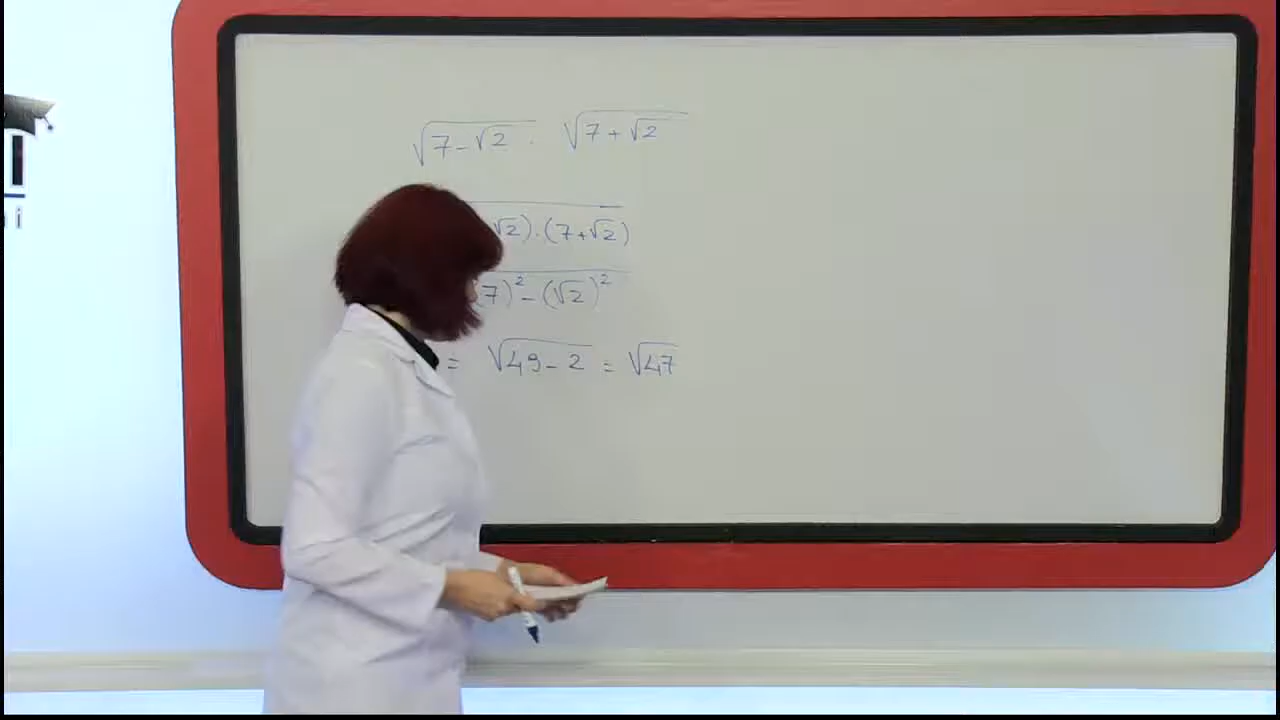 √(7-√2) . √(7+√2)
√2).(7+√2)
7)² - (√2)²
= √(49-2) = √47